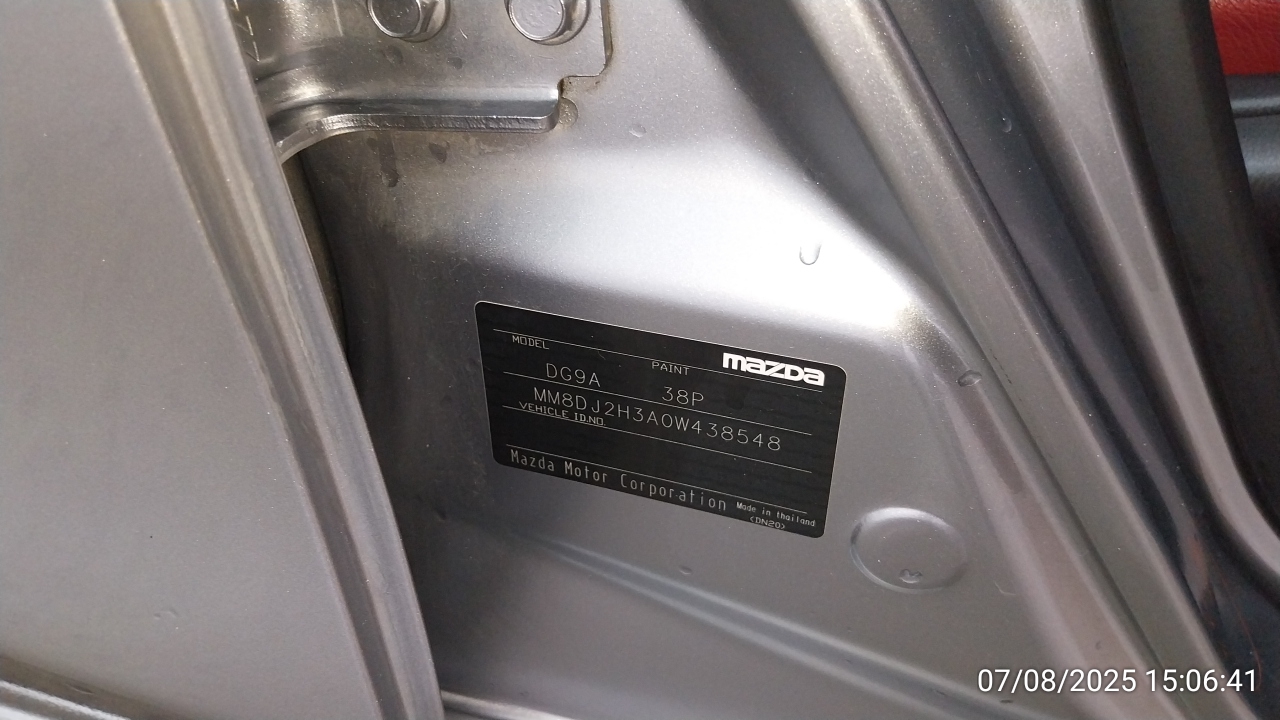 MODEL
PAINT
mazda
DG9A 38P
MM8DJ2H3A0W438548
VEHICLE ID.NO.
Mazda Motor Corporation
Made in thailand
(DN20)
07/08/2025 15:06:41